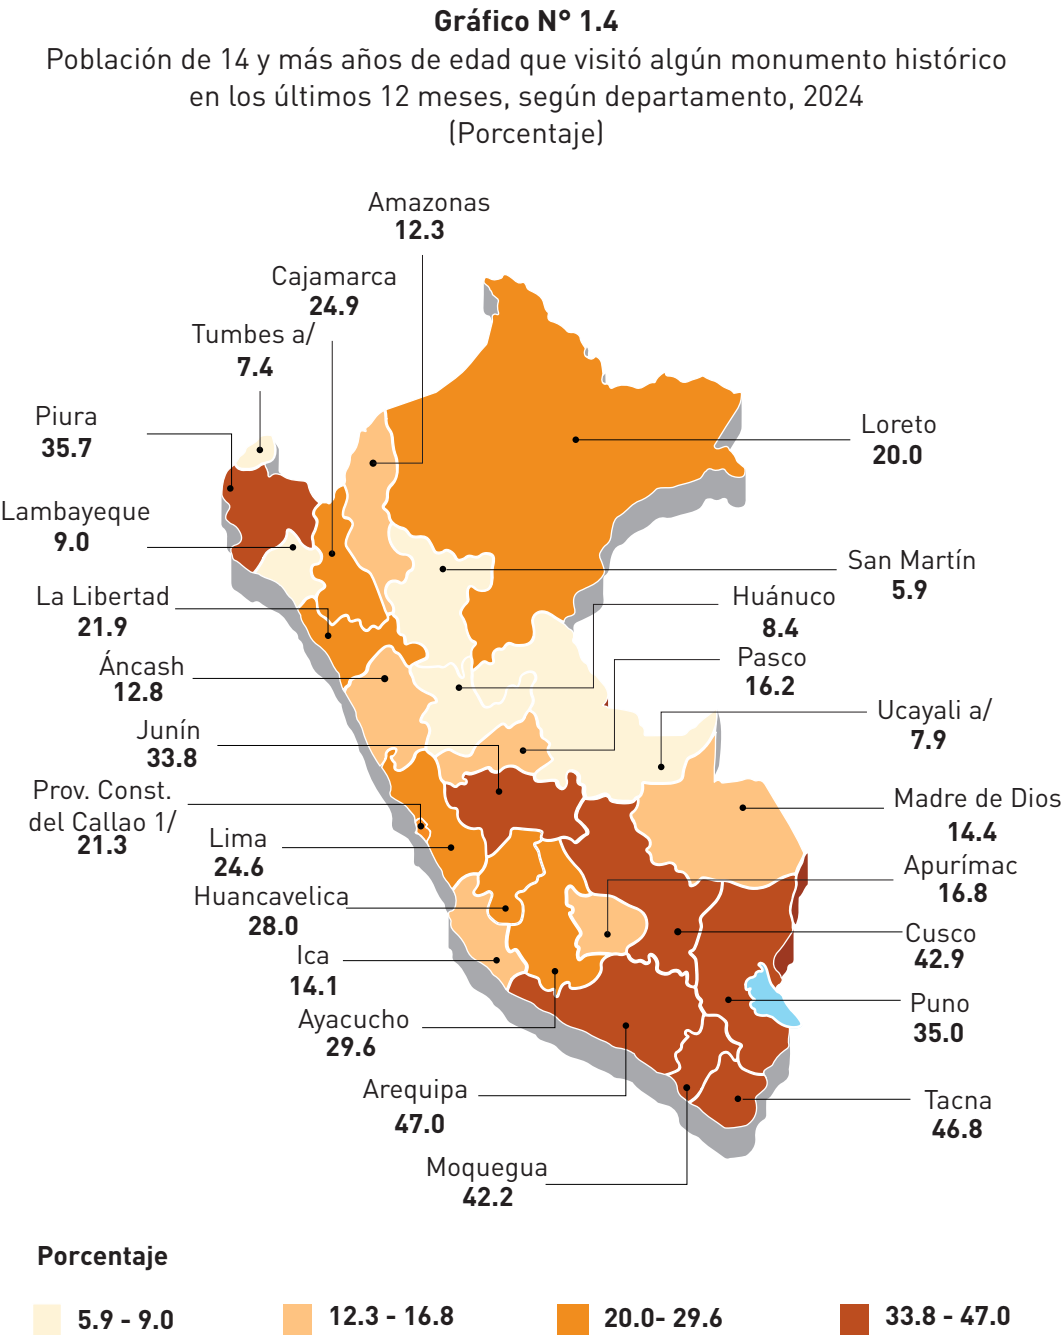 Gráfico N° 1.4
Población de 14 y más años de edad que visitó algún monumento histórico
en los últimos 12 meses, según departamento, 2024
(Porcentaje)
Amazonas
12.3
Cajamarca
24.9
Tumbes a/
7.4
Piura
35.7
Loreto
20.0
Lambayeque
9.0
San Martín
5.9
La Libertad
21.9
Huánuco
8.4
Áncash
12.8
Pasco
16.2
Junín
33.8
Ucayali a/
7.9
Prov. Const.
del Callao 1/
21.3
Madre de Dios
14.4
Lima
24.6
Apurímac
16.8
Huancavelica
28.0
Cusco
42.9
Ica
14.1
Puno
35.0
Ayacucho
29.6
Arequipa
47.0
Tacna
46.8
Moquegua
42.2
Porcentaje
5.9 - 9.0
12.3 - 16.8
20.0- 29.6
33.8 - 47.0